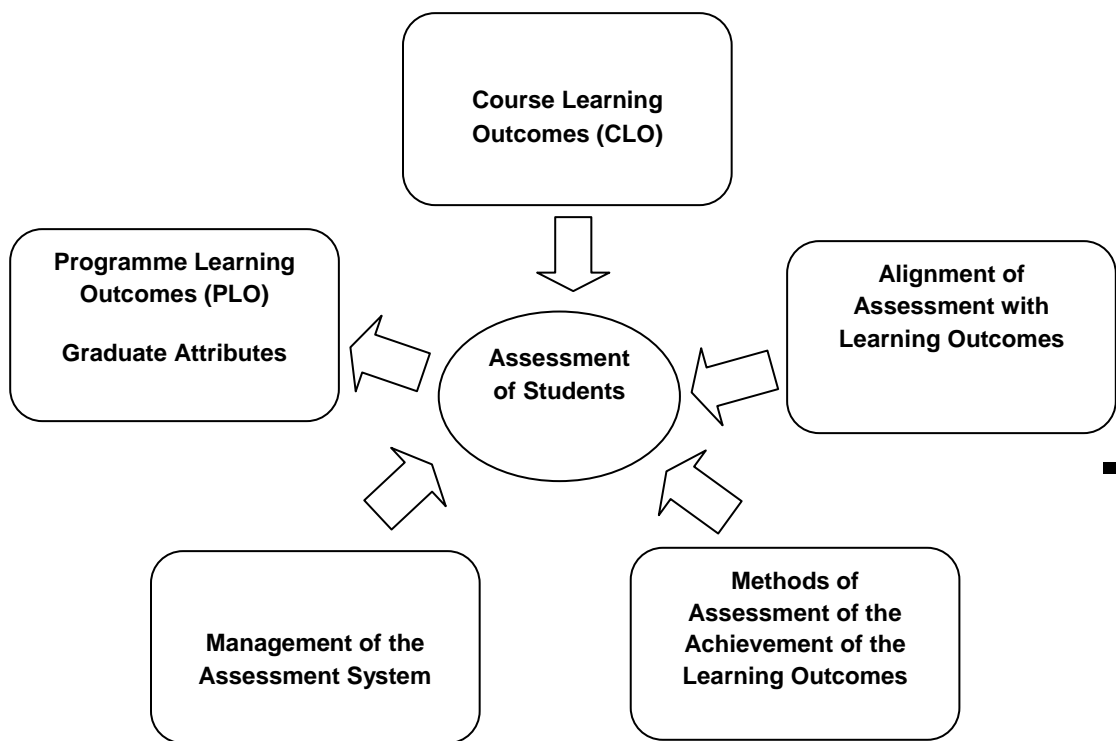 Course Learning
Outcomes (CLO)
Programme Learning
Outcomes (PLO)
Graduate Attributes
Alignment of
Assessment with
Learning Outcomes
Assessment
of Students
Management of the
Assessment System
Methods of
Assessment of the
Achievement of the
Learning Outcomes